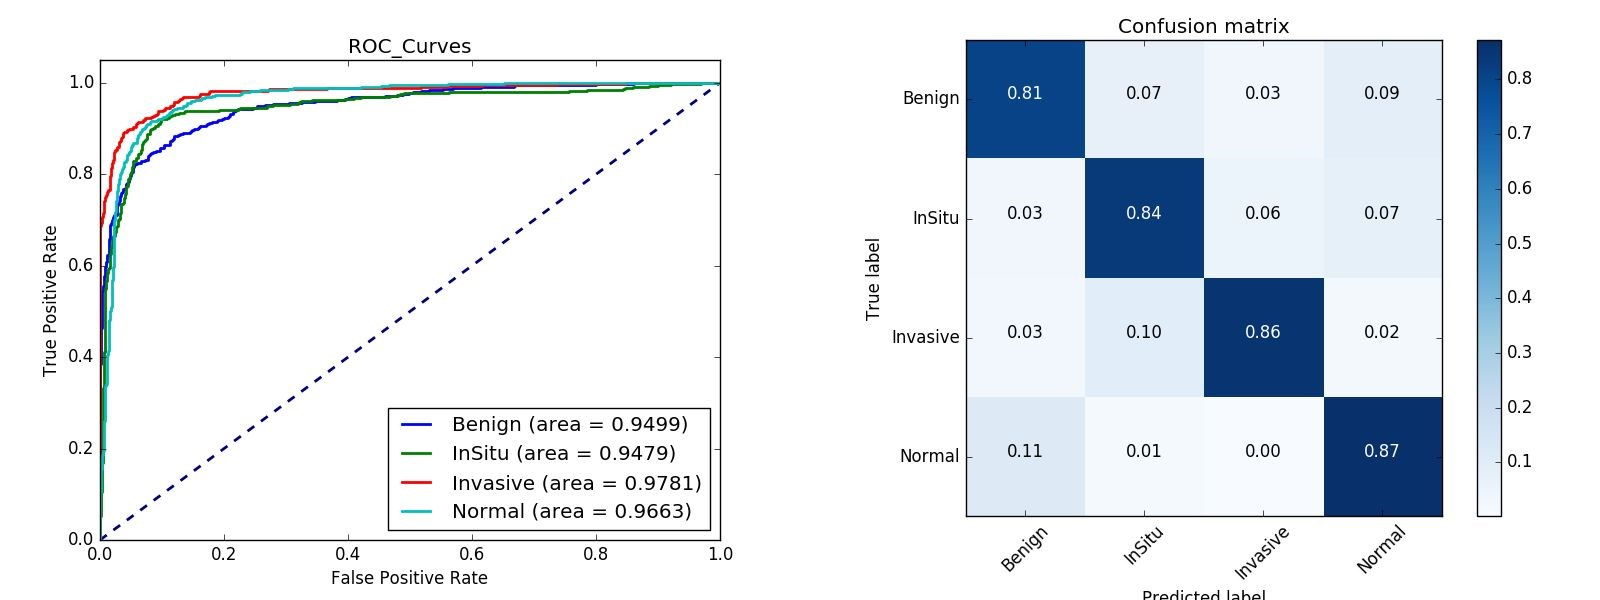 ROC_Curves
1.0
0.8
0.6
0.4
0.2
0.0
True Positive Rate
Benign (area = 0.9499)
InSitu (area = 0.9479)
Invasive (area = 0.9781)
Normal (area = 0.9663)
0.0 0.2 0.4 0.6 0.8 1.0
False Positive Rate
Confusion matrix
True label
Benign 0.81 0.07 0.03 0.09
InSitu 0.03 0.84 0.06 0.07
Invasive 0.03 0.10 0.86 0.02
Normal 0.11 0.01 0.00 0.87
Benign InSitu Invasive Normal
Predicted label
0.8
0.7
0.6
0.5
0.4
0.3
0.2
0.1